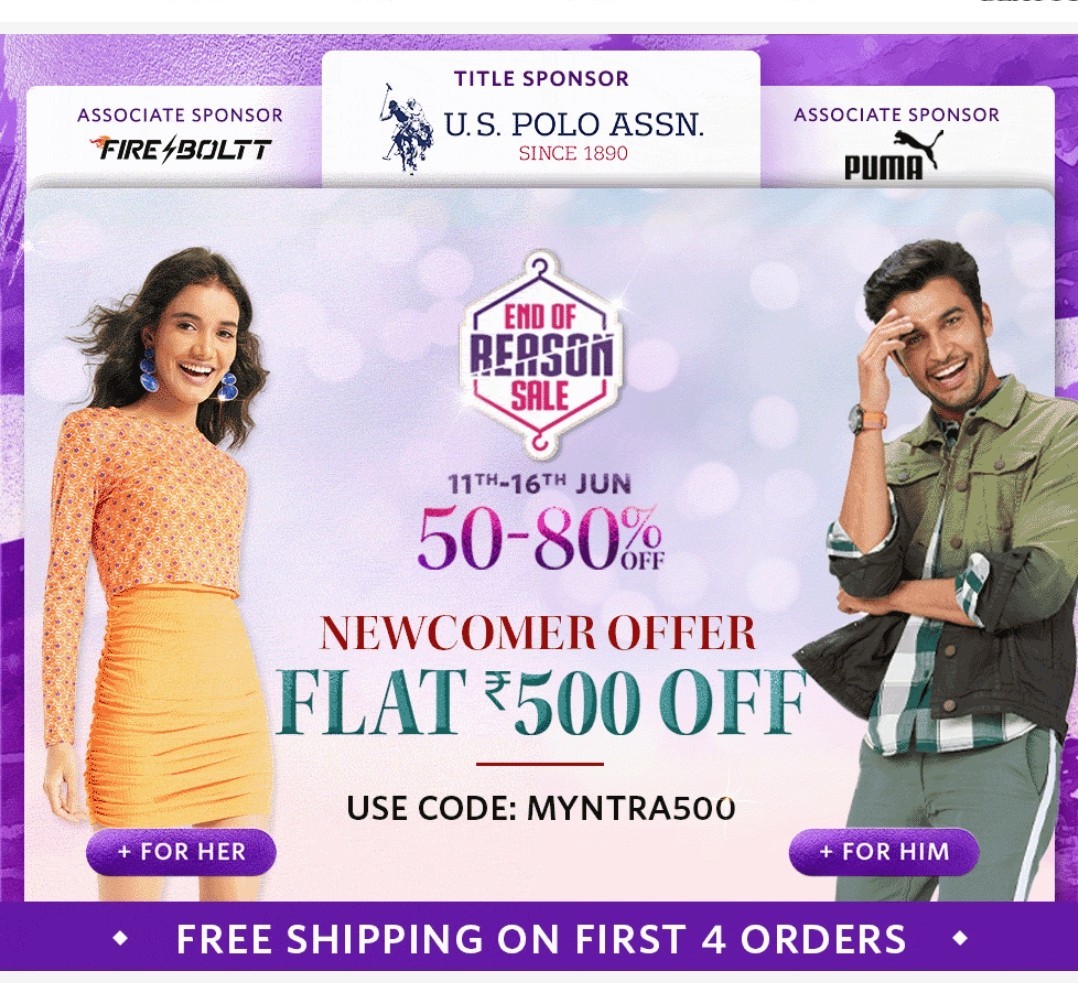 TITLE SPONSOR
U.S. POLO ASSN.
SINCE 1890
ASSOCIATE SPONSOR
FIRE BOLTT
ASSOCIATE SPONSOR
PUMA
END OF
REASON
SALE
11TH-16TH JUN
50-80% OFF
NEWCOMER OFFER
FLAT ₹500 OFF
USE CODE: MYNTRA500
+ FOR HER
+ FOR HIM
FREE SHIPPING ON FIRST 4 ORDERS